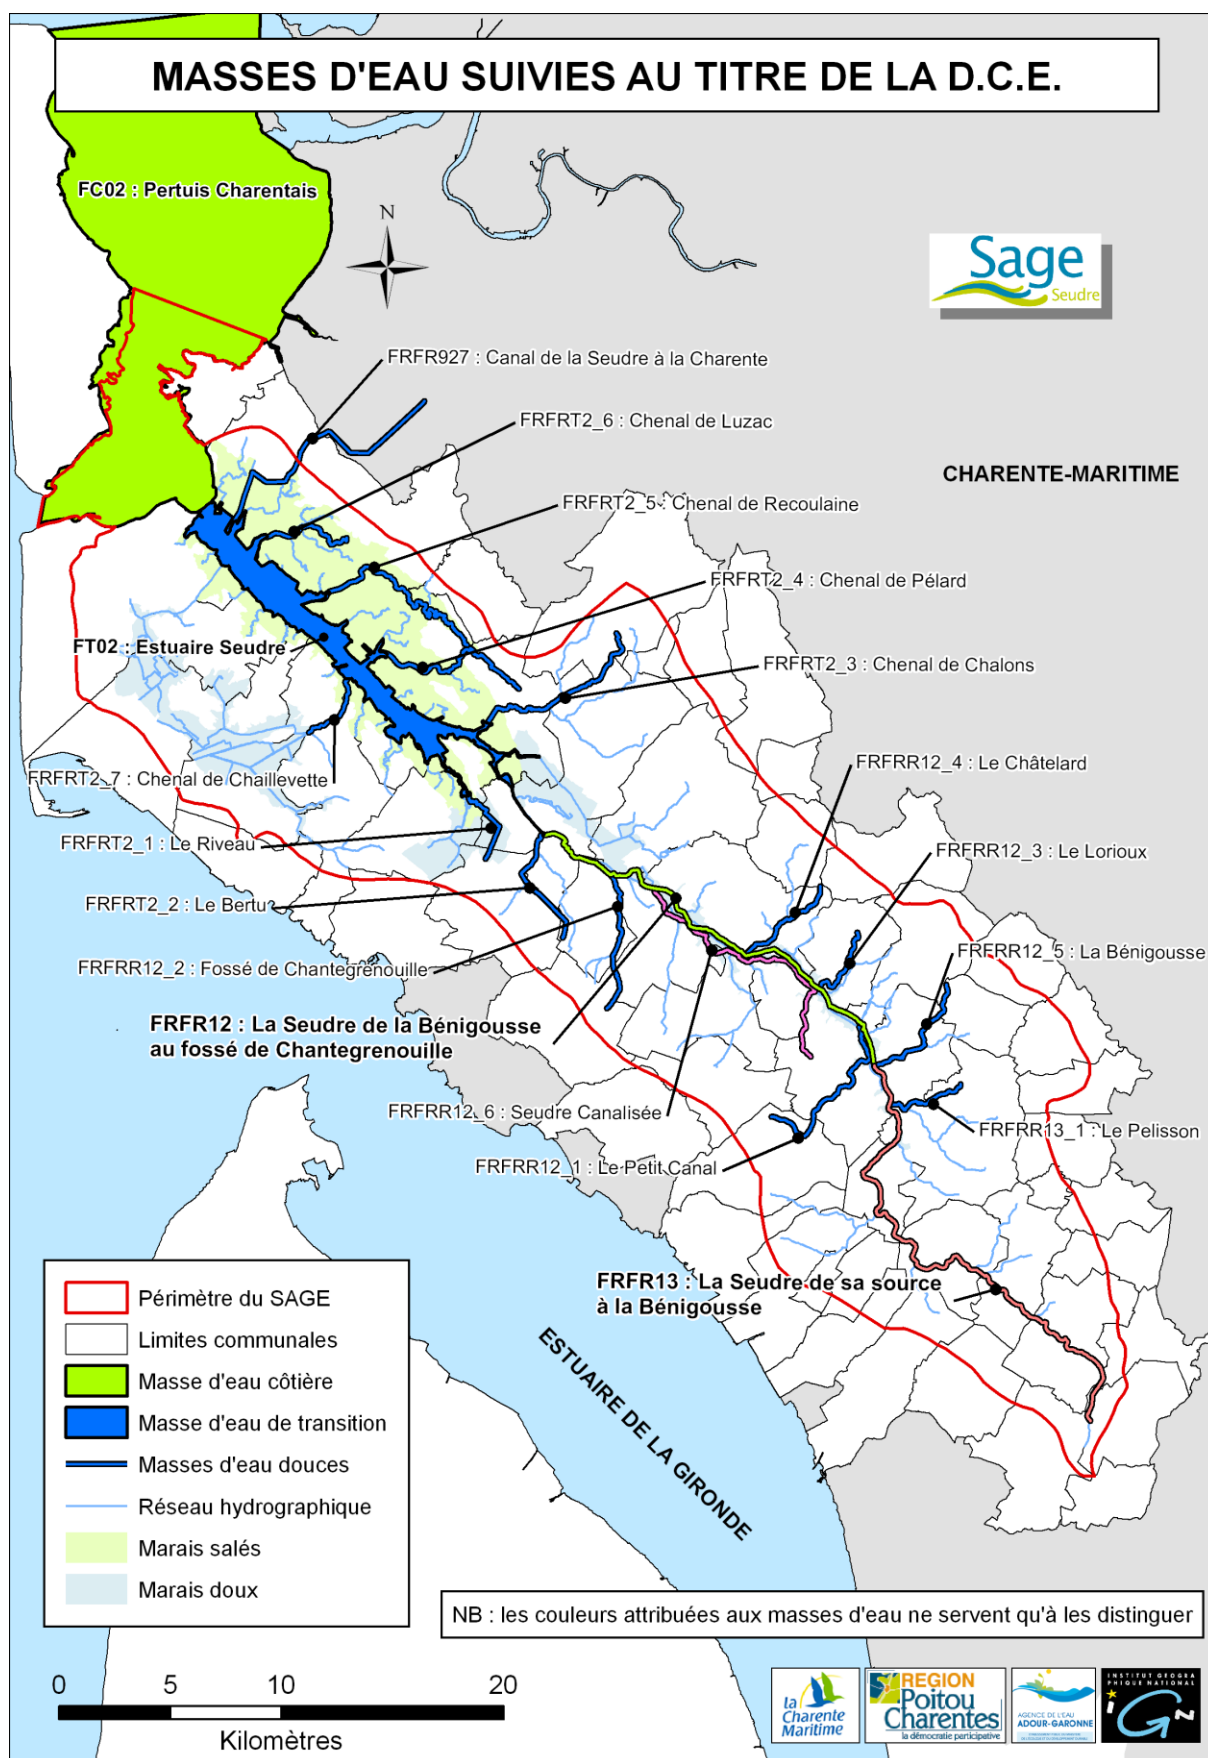 MASSES D'EAU SUIVIES AU TITRE DE LA D.C.E.
FC02 : Pertuis Charentais
N
Sage
Seudre
FRFR927 : Canal de la Seudre à la Charente
FRFRT2_6 : Chenal de Luzac
CHARENTE-MARITIME
FRFRT2_5 : Chenal de Recoulaine
FRFRT2_4 : Chenal de Pélard
FT02 : Estuaire Seudre
FRFRT2_3 : Chenal de Chalons
FRFRR12_4 : Le Châtelard
FRFRT2_7 : Chenal de Chaillevette
FRFRT2_1 : Le Riveau
FRFRR12_3 : Le Lorioux
FRFRT2_2 : Le Bertu
FRFRR12_5 : La Bénigousse
FRFRR12_2 : Fossé de Chantegrenouille
FRFR12 : La Seudre de la Bénigousse
au fossé de Chantegrenouille
FRFRR12_6 : Seudre Canalisée
FRFRR13_1 : Le Pelisson
FRFRR12_1 : Le Petit Canal
FRFR13 : La Seudre de sa source
à la Bénigousse
ESTUAIRE DE LA GIRONDE
Périmètre du SAGE
Limites communales
Masse d'eau côtière
Masse d'eau de transition
Masses d'eau douces
Réseau hydrographique
Marais salés
Marais doux
NB : les couleurs attribuées aux masses d'eau ne servent qu'à les distinguer
0 5 10 20
Kilomètres
la
Charente
Maritime
REGION
Poitou
Charentes
la démocratie participative
AGENCE DE L'EAU
ADOUR-GARONNE
INSTITUT GEOGRA
PHIQUE NATIONAL
IGN